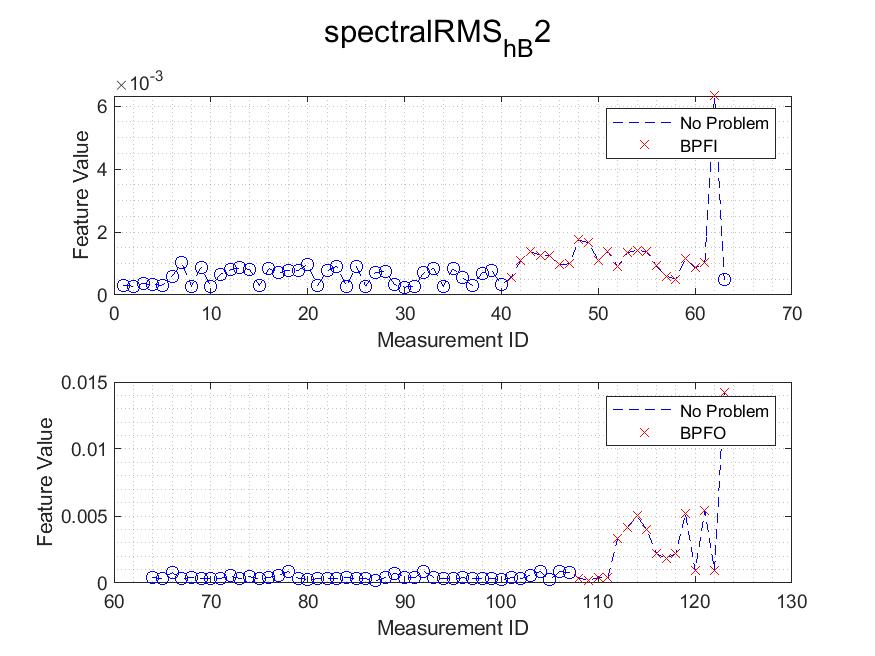 spectralRMS_hB2
×10^-3
6
4
2
0
Feature Value
No Problem
BPFI
0 10 20 30 40 50 60 70
Measurement ID
0.015
0.01
0.005
0
Feature Value
No Problem
BPFO
60 70 80 90 100 110 120 130
Measurement ID